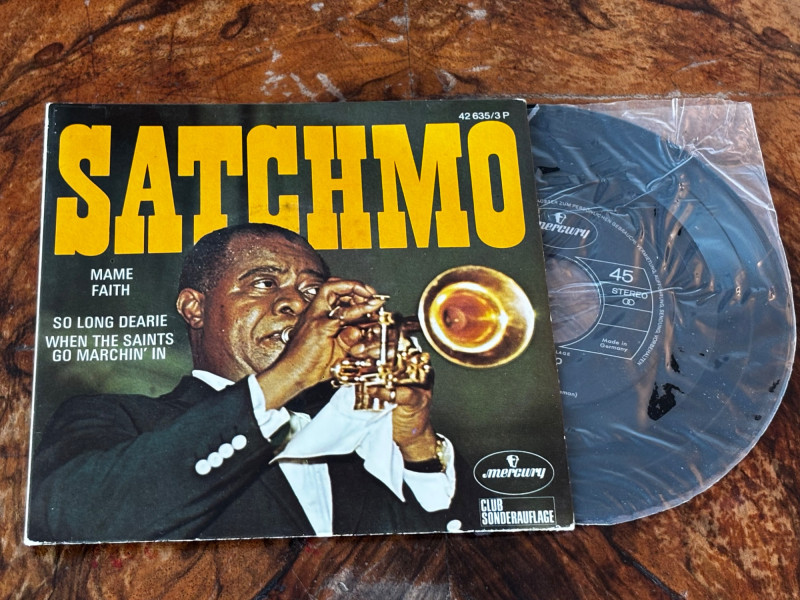 42 635/3 P
SATCHMO
MAME
FAITH
SO LONG DEARIE
WHEN THE SAINTS
GO MARCHIN' IN
mercury
CLUB
SONDERAUFLAGE
mercury
45
STEREO
Made in
Germany